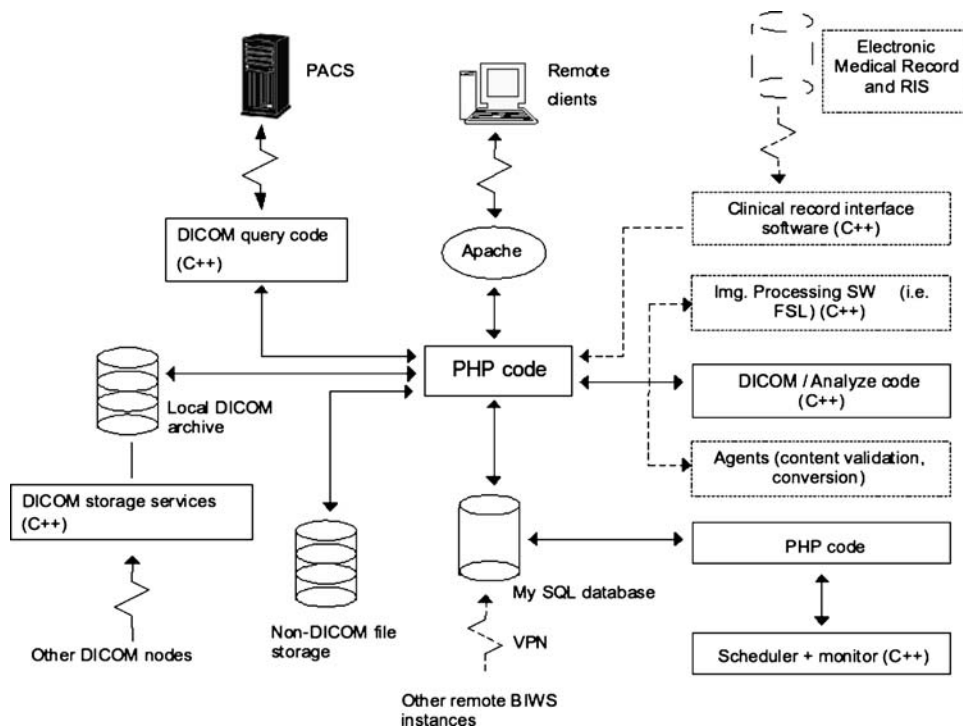 PACS
Remote
clients
Electronic
Medical Record
and RIS
DICOM query code
(C++)
Apache
Clinical record interface
software (C++)
Img. Processing SW (i.e.
FSL) (C++)
PHP code
DICOM / Analyze code
(C++)
Local DICOM
archive
Agents (content validation,
conversion)
DICOM storage services
(C++)
PHP code
My SQL database
Non-DICOM file
storage
VPN
Other DICOM nodes
Scheduler + monitor (C++)
Other remote BIWS
instances